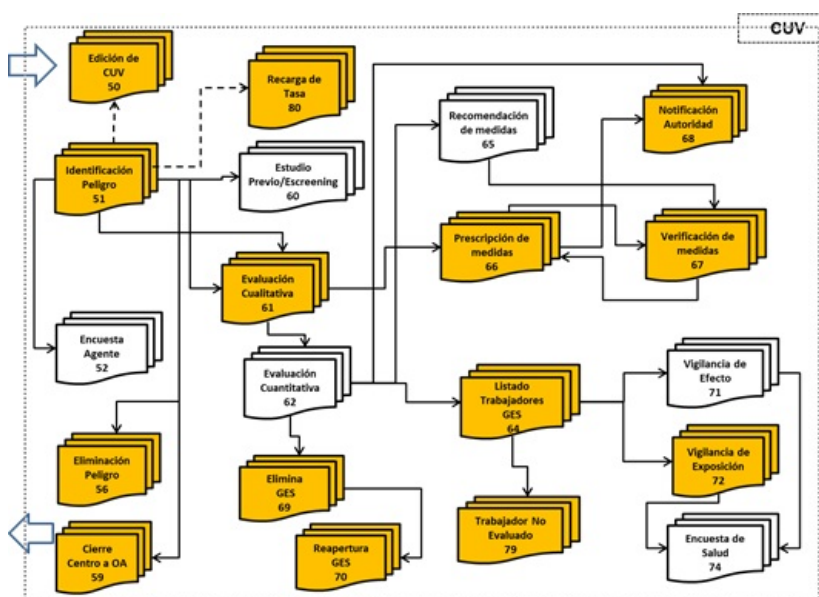 CUV
Edición de
CUV
50
Recarga de
Tasa
80
Recomendación
de medidas
65
Notificación
Autoridad
68
Identificación
Peligro
51
Estudio
Previo/Escreening
60
Prescripción de
medidas
66
Verificación de
medidas
67
Evaluación
Cualitativa
61
Encuesta
Agente
52
Evaluación
Cuantitativa
62
Listado
Trabajadores
GES
64
Vigilancia de
Efecto
71
Eliminación
Peligro
56
Elimina
GES
69
Vigilancia de
Exposición
72
Cierre
Centro a OA
59
Reapertura
GES
70
Trabajador No
Evaluado
79
Encuesta de
Salud
74